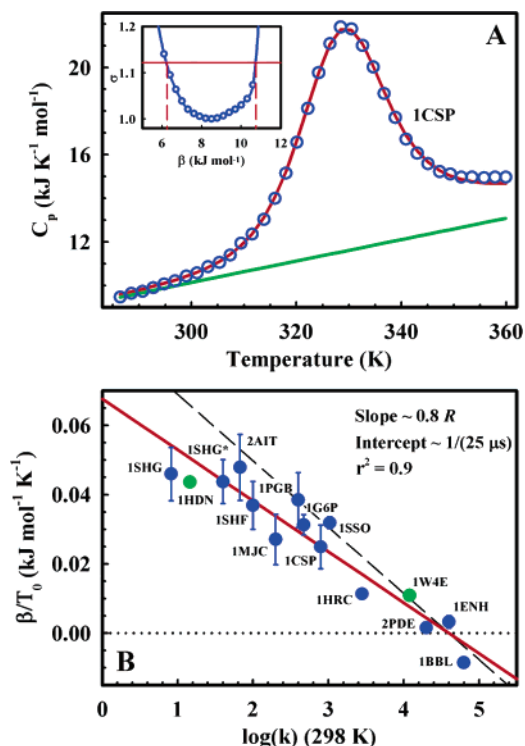 A
1CSP
C_p (kJ K⁻¹ mol⁻¹)
20
16
12
300
320
340
360
Temperature (K)
σ
1.2
1.1
1.0
6
8
10
12
β (kJ mol⁻¹)
B
Slope ~ 0.8 R
Intercept ~ 1/(25 μs)
r² = 0.9
1SHG
1HDN
1SHG*
2AIT
1SHF
1MJC
1PGB
1G6P
1CSP
1SSO
1HRC
1W4E
2PDE
1ENH
1BBL
β/T₀ (kJ mol⁻¹ K⁻¹)
0.06
0.04
0.02
0.00
0
1
2
3
4
5
log(k) (298 K)